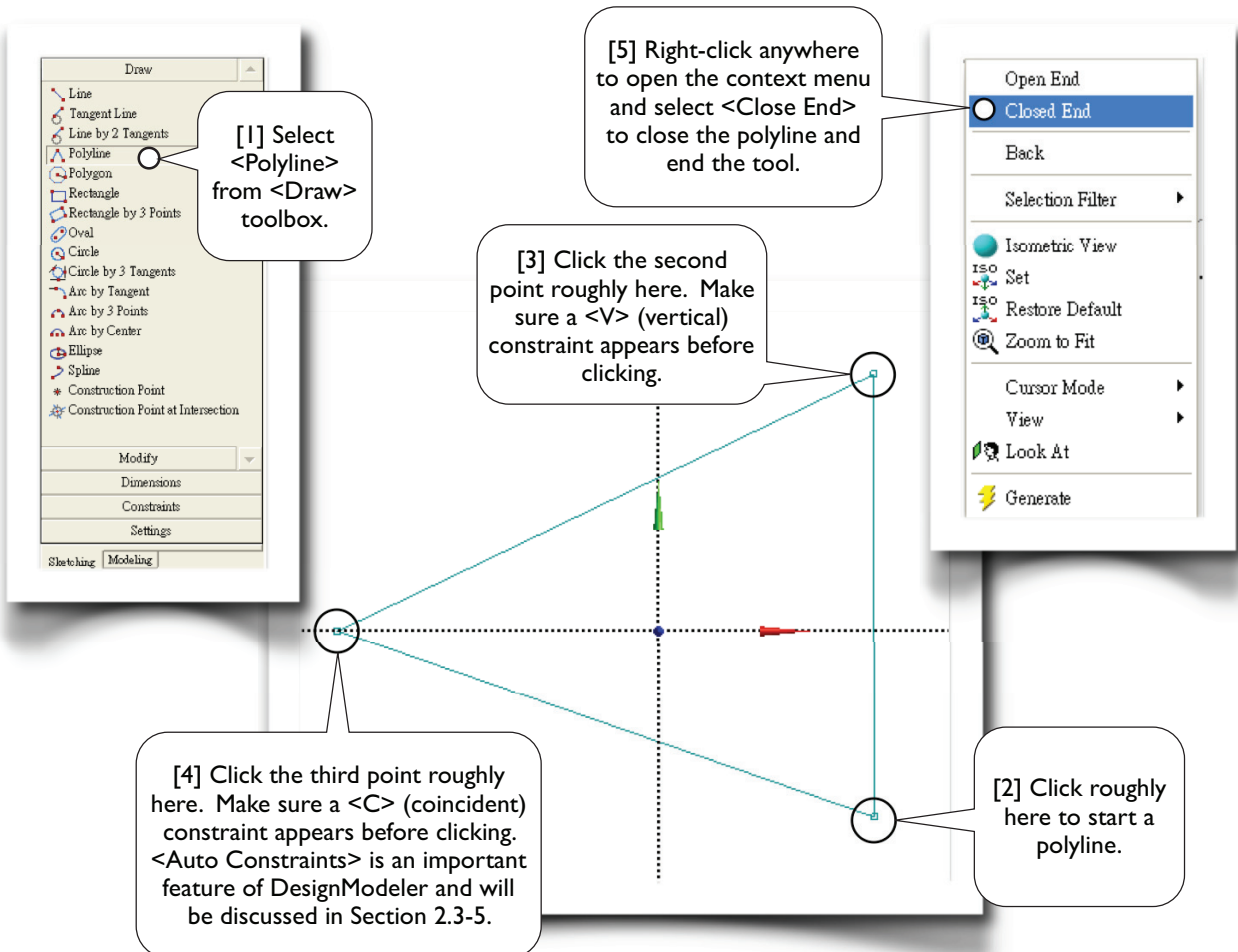 Draw
Line
Tangent Line
Line by 2 Tangents
Polyline
Polygon
Rectangle
Rectangle by 3 Points
Oval
Circle
Circle by 3 Tangents
Arc by Tangent
Arc by 3 Points
Arc by Center
Ellipse
Spline
Construction Point
Construction Point at Intersection
Modify
Dimensions
Constraints
Settings
Sketching Modeling
[1] Select
<Polyline>
from <Draw>
toolbox.
[5] Right-click anywhere
to open the context menu
and select <Close End>
to close the polyline and
end the tool.
Open End
Closed End
Back
Selection Filter
Isometric View
ISO Set
ISO Restore Default
Zoom to Fit
Cursor Mode
View
Look At
Generate
[3] Click the second
point roughly here. Make
sure a <V> (vertical)
constraint appears before
clicking.
[4] Click the third point roughly
here. Make sure a <C> (coincident)
constraint appears before clicking.
<Auto Constraints> is an important
feature of DesignModeler and will
be discussed in Section 2.3-5.
[2] Click roughly
here to start a
polyline.